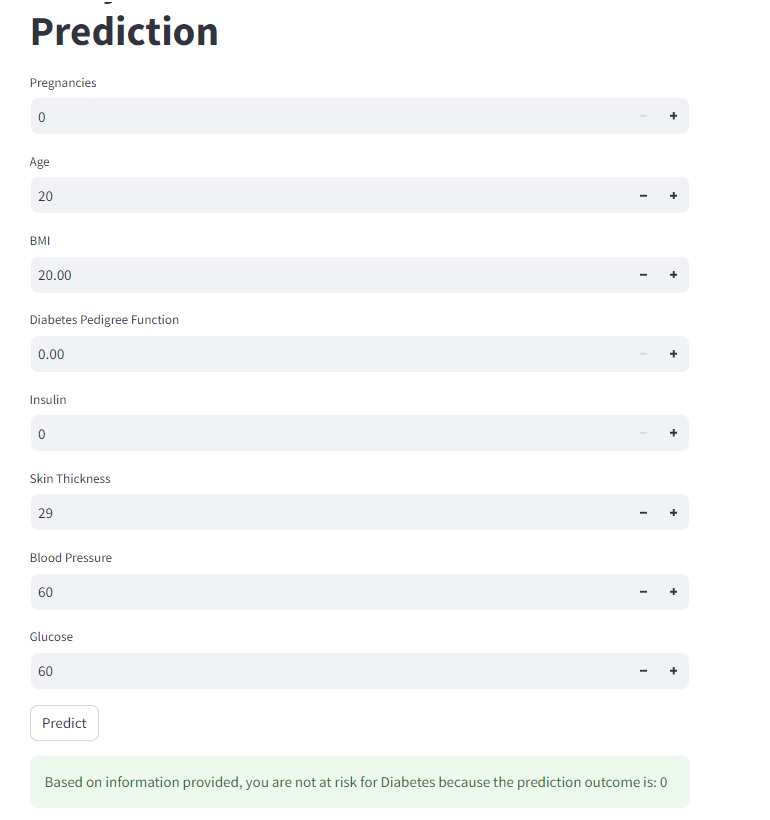 Prediction
Pregnancies
0
Age
20
BMI
20.00
Diabetes Pedigree Function
0.00
Insulin
0
Skin Thickness
29
Blood Pressure
60
Glucose
60
Predict
Based on information provided, you are not at risk for Diabetes because the prediction outcome is: 0